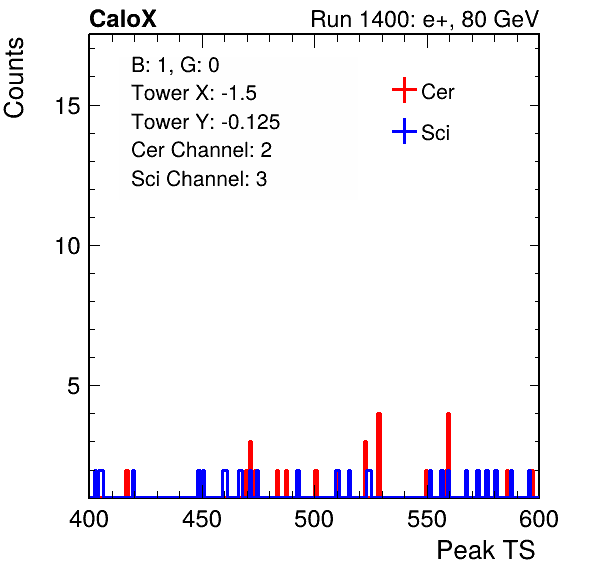 CaloX Run 1400: e+, 80 GeV
Counts
B: 1, G: 0
Tower X: -1.5
Tower Y: -0.125
Cer Channel: 2
Sci Channel: 3
Cer
Sci
15
10
5
400 450 500 550 600
Peak TS